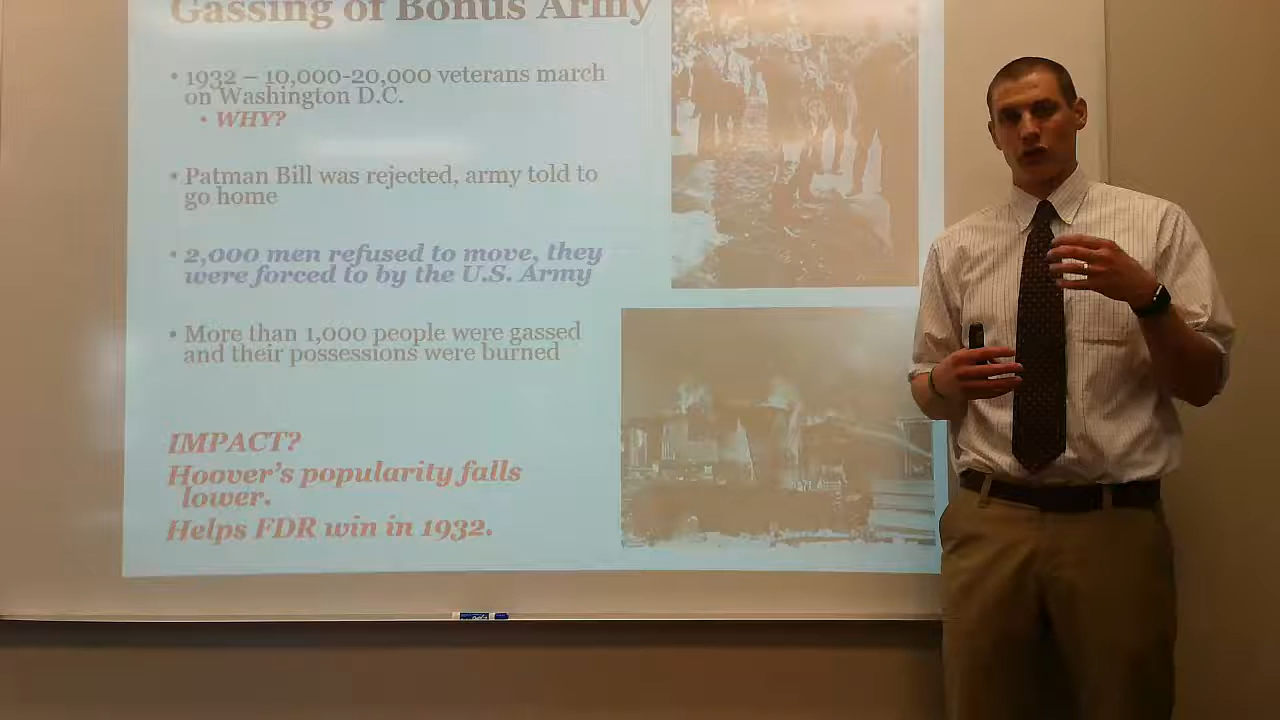 Gassing of Bonus Army
• 1932 – 10,000-20,000 veterans march
on Washington D.C.
• WHY?
• Patman Bill was rejected, army told to
go home
• 2,000 men refused to move, they
were forced to by the U.S. Army
• More than 1,000 people were gassed
and their possessions were burned
IMPACT?
Hoover's popularity falls
lower.
Helps FDR win in 1932.